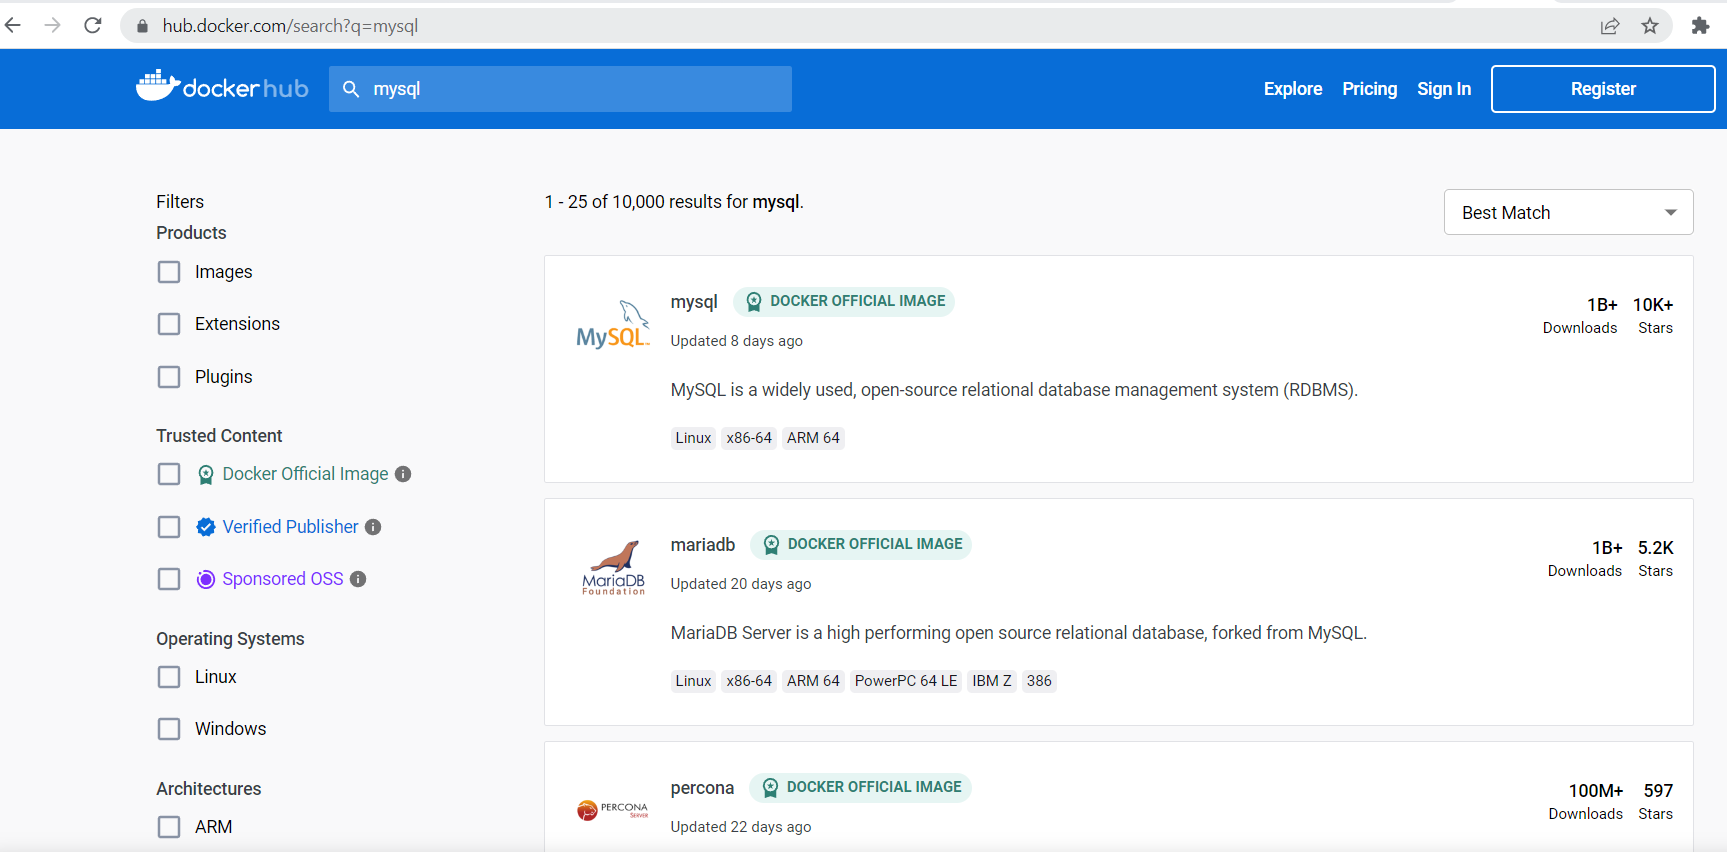 hub.docker.com/search?q=mysql
dockerhub
mysql
Explore Pricing Sign In Register
Filters
Products
Images
Extensions
Plugins
Trusted Content
Docker Official Image
Verified Publisher
Sponsored OSS
Operating Systems
Linux
Windows
Architectures
ARM
1 - 25 of 10,000 results for mysql.
Best Match
MySQL
mysql DOCKER OFFICIAL IMAGE
1B+ 10K+
Downloads Stars
Updated 8 days ago
MySQL is a widely used, open-source relational database management system (RDBMS).
Linux x86-64 ARM 64
MariaDB
Foundation
mariadb DOCKER OFFICIAL IMAGE
1B+ 5.2K
Downloads Stars
Updated 20 days ago
MariaDB Server is a high performing open source relational database, forked from MySQL.
Linux x86-64 ARM 64 PowerPC 64 LE IBM Z 386
PERCONA
SERVER
percona DOCKER OFFICIAL IMAGE
100M+ 597
Downloads Stars
Updated 22 days ago